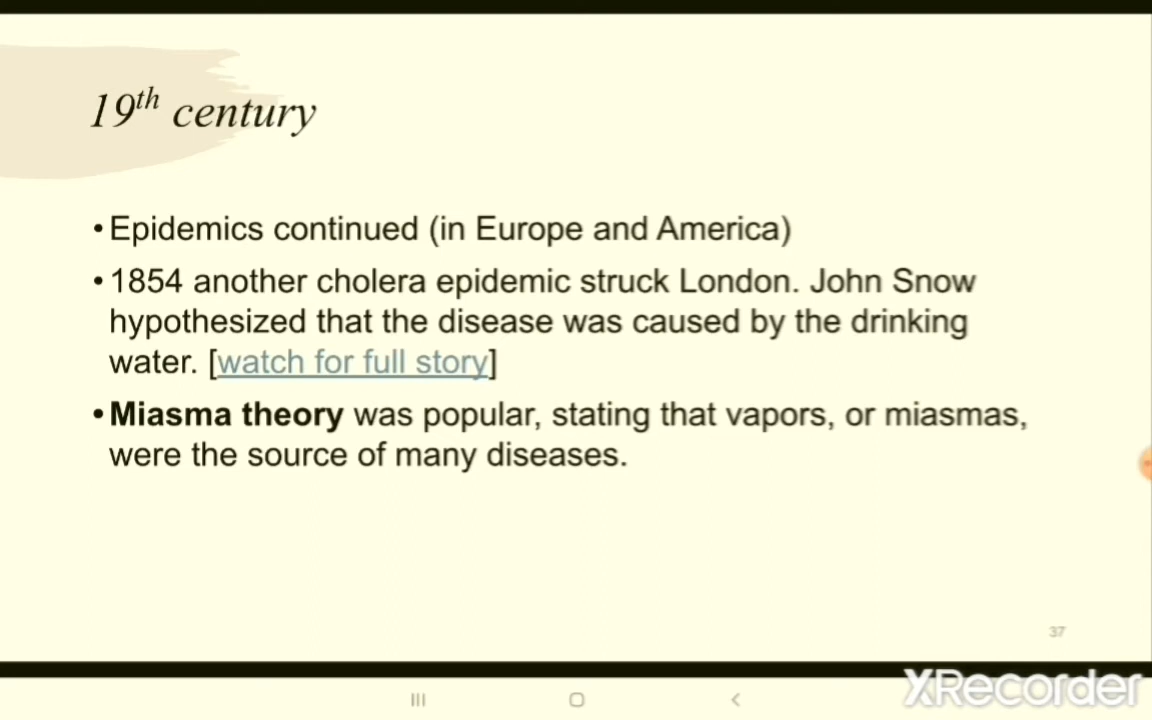 19th century
• Epidemics continued (in Europe and America)
• 1854 another cholera epidemic struck London. John Snow
hypothesized that the disease was caused by the drinking
water. [watch for full story]
• Miasma theory was popular, stating that vapors, or miasmas,
were the source of many diseases.
37
XRecorder